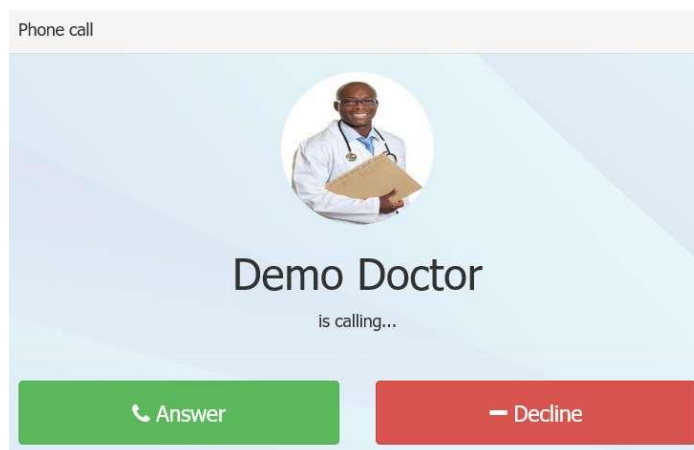 Phone call
Demo Doctor
is calling...
Answer
Decline